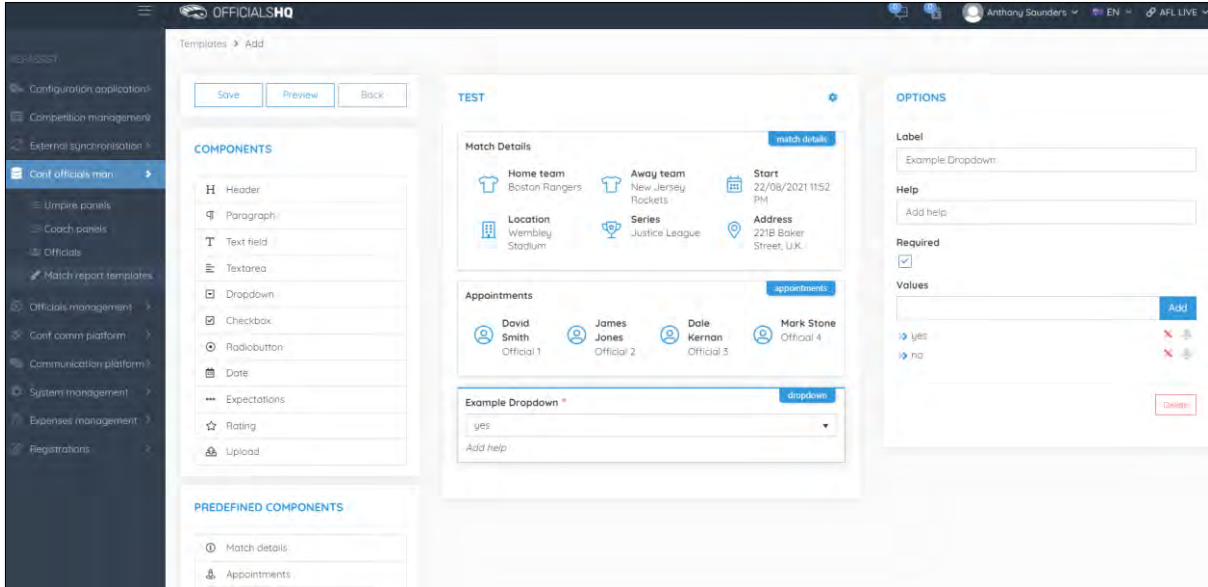 OFFICIALSHQ
Anthony Saunders
EN
AFL LIVE
Templates > Add
REFASSIST
Configuration application
Competition management
External synchronisation
Conf officials man
Umpire panels
Coach panels
Officials
Match report templates
Officials management
Conf comm platform
Communication platform
System management
Expenses management
Registrations
Save
Preview
Back
COMPONENTS
Header
Paragraph
Text field
Textarea
Dropdown
Checkbox
Radiobutton
Date
Expectations
Rating
Upload
PREDEFINED COMPONENTS
Match details
Appointments
TEST
match details
Match Details
Home team
Boston Rangers
Away team
New Jersey
Rockets
Start
22/08/2021 11:52
PM
Location
Wembley
Stadium
Series
Justice League
Address
221B Baker
Street, U.K.
appointments
Appointments
David
Smith
Official 1
James
Jones
Official 2
Dale
Kernan
Official 3
Mark Stone
Official 4
dropdown
Example Dropdown *
yes
Add help
OPTIONS
Label
Example Dropdown
Help
Add help
Required
Values
Add
yes
no
Delete